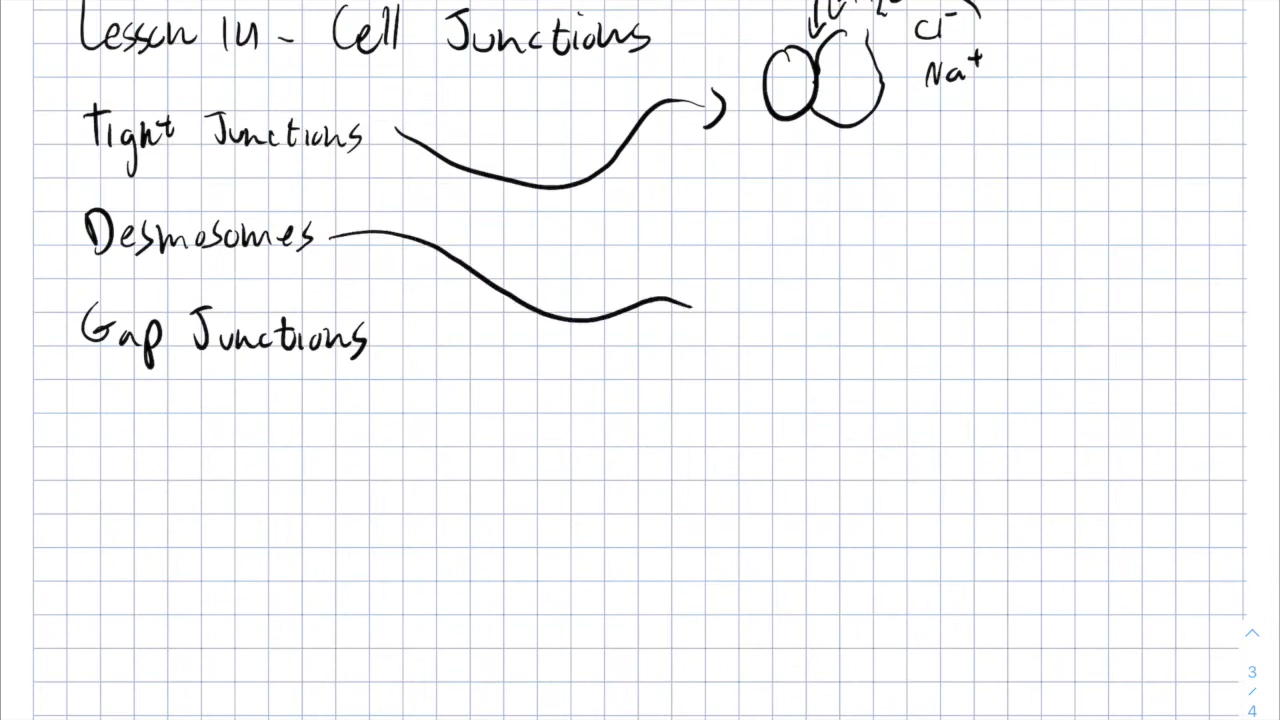 Lesson 14 - Cell Junctions
Cl⁻
Na⁺
Tight Junctions
Desmosomes
Gap Junctions
3
/
4